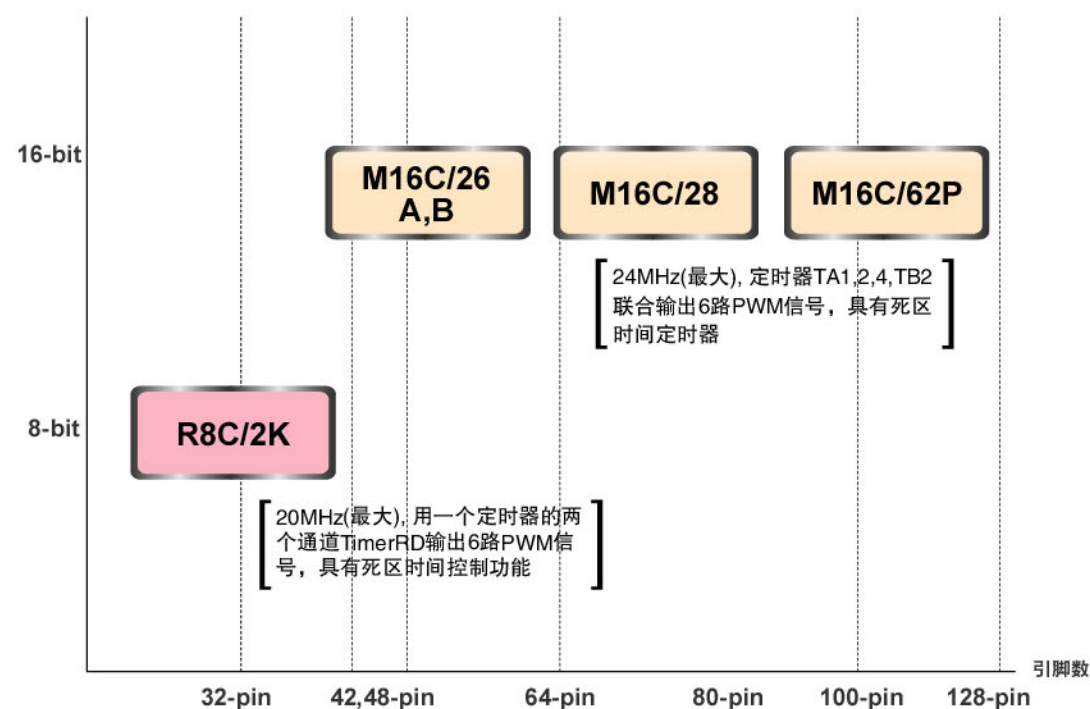 16-bit
M16C/26
A,B
M16C/28
M16C/62P
24MHz(最大), 定时器TA1,2,4,TB2
联合输出6路PWM信号，具有死区
时间定时器
8-bit
R8C/2K
20MHz(最大), 用一个定时器的两
个通道TimerRD输出6路PWM信
号，具有死区时间控制功能
引脚数
32-pin
42,48-pin
64-pin
80-pin
100-pin
128-pin